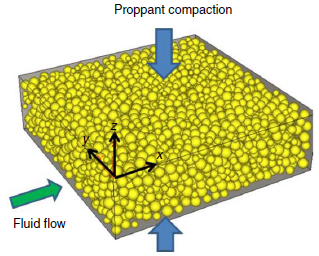 Proppant compaction
z
y
x
Fluid flow